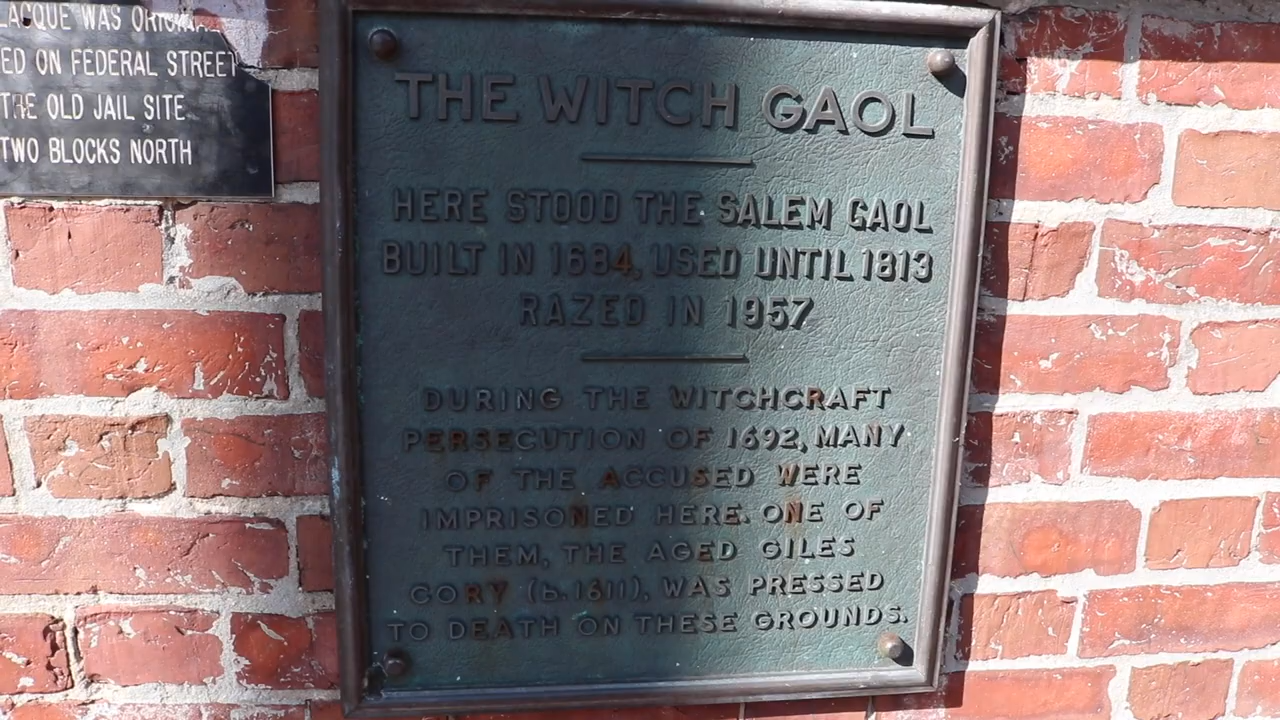 LACQUE WAS ORIGINAL
ED ON FEDERAL STREET
THE OLD JAIL SITE
TWO BLOCKS NORTH
THE WITCH GAOL
HERE STOOD THE SALEM GAOL
BUILT IN 1684, USED UNTIL 1813
RAZED IN 1957
DURING THE WITCHCRAFT
PERSECUTION OF 1692, MANY
OF THE ACCUSED WERE
IMPRISONED HERE. ONE OF
THEM, THE AGED GILES
CORY (b. 1611), WAS PRESSED
TO DEATH ON THESE GROUNDS.